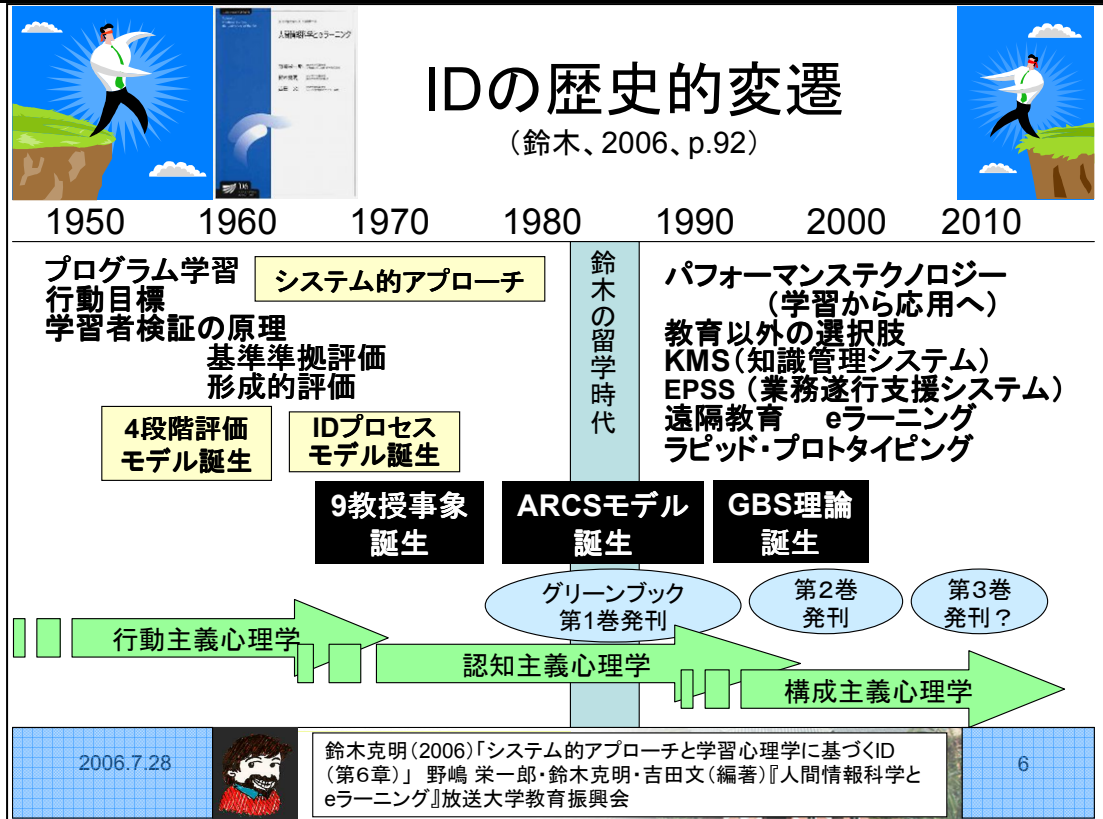 人間情報科学とeラーニング
IDの歴史的変遷
(鈴木、2006、p.92)
1950 1960 1970 1980 1990 2000 2010
プログラム学習
行動目標
学習者検証の原理
基準準拠評価
形成的評価
システム的アプローチ
鈴木の留学時代
パフォーマンステクノロジー
(学習から応用へ)
教育以外の選択肢
KMS(知識管理システム)
EPSS(業務遂行支援システム)
遠隔教育 eラーニング
ラピッド・プロトタイピング
4段階評価
モデル誕生
IDプロセス
モデル誕生
9教授事象
誕生
ARCSモデル
誕生
GBS理論
誕生
グリーンブック
第1巻発刊
第2巻
発刊
第3巻
発刊?
行動主義心理学
認知主義心理学
構成主義心理学
2006.7.28
鈴木克明(2006)「システム的アプローチと学習心理学に基づくID
(第6章)」 野嶋 栄一郎・鈴木克明・吉田文(編著)『人間情報科学と
eラーニング』放送大学教育振興会
6